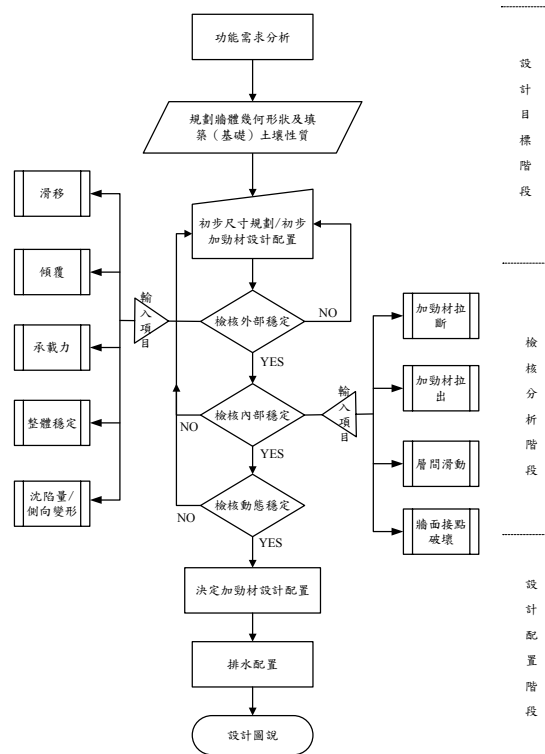 功能需求分析
規劃牆體幾何形狀及填
築（基礎）土壤性質
初步尺寸規劃/初步
加勁材設計配置
滑移
傾覆
承載力
整體穩定
沈陷量/
側向變形
輸入項目
檢核外部穩定
NO
YES
檢核內部穩定
NO
YES
輸入項目
加勁材拉
斷
加勁材拉
出
層間滑動
牆面接點
破壞
檢核動態穩定
NO
YES
決定加勁材設計配置
排水配置
設計圖說
設計目標階段
檢核分析階段
設計配置階段